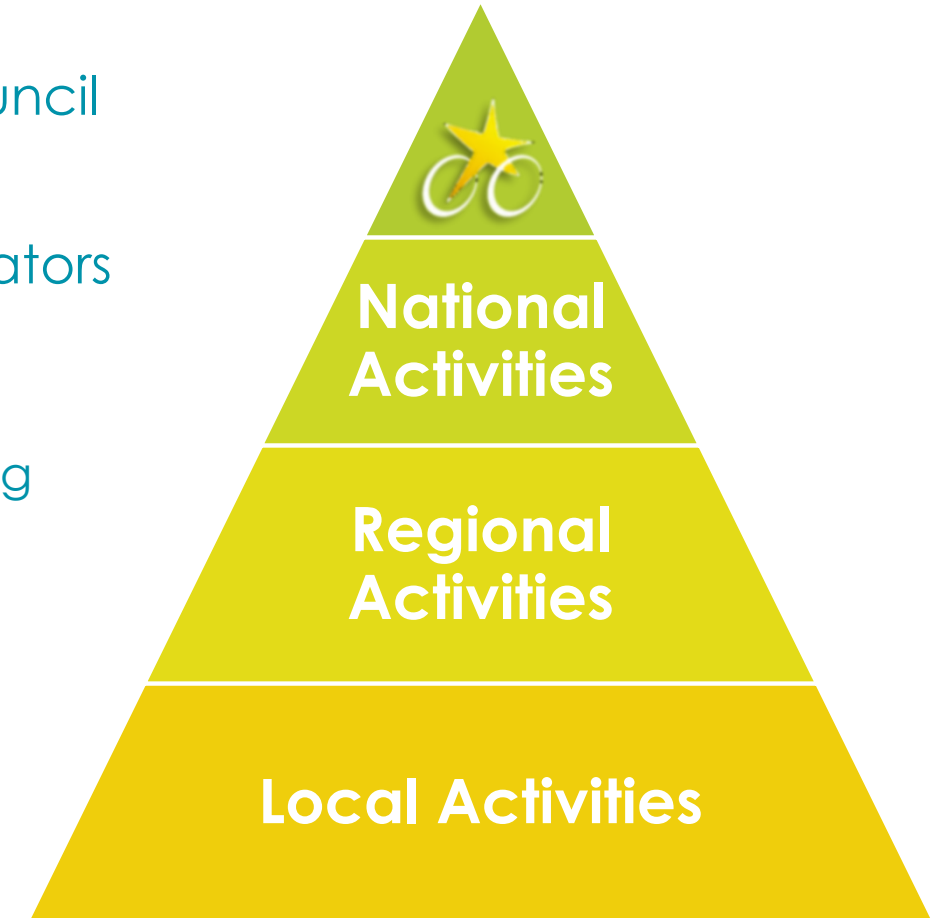 uncil
ators
National
Activities
g
Regional
Activities
Local Activities